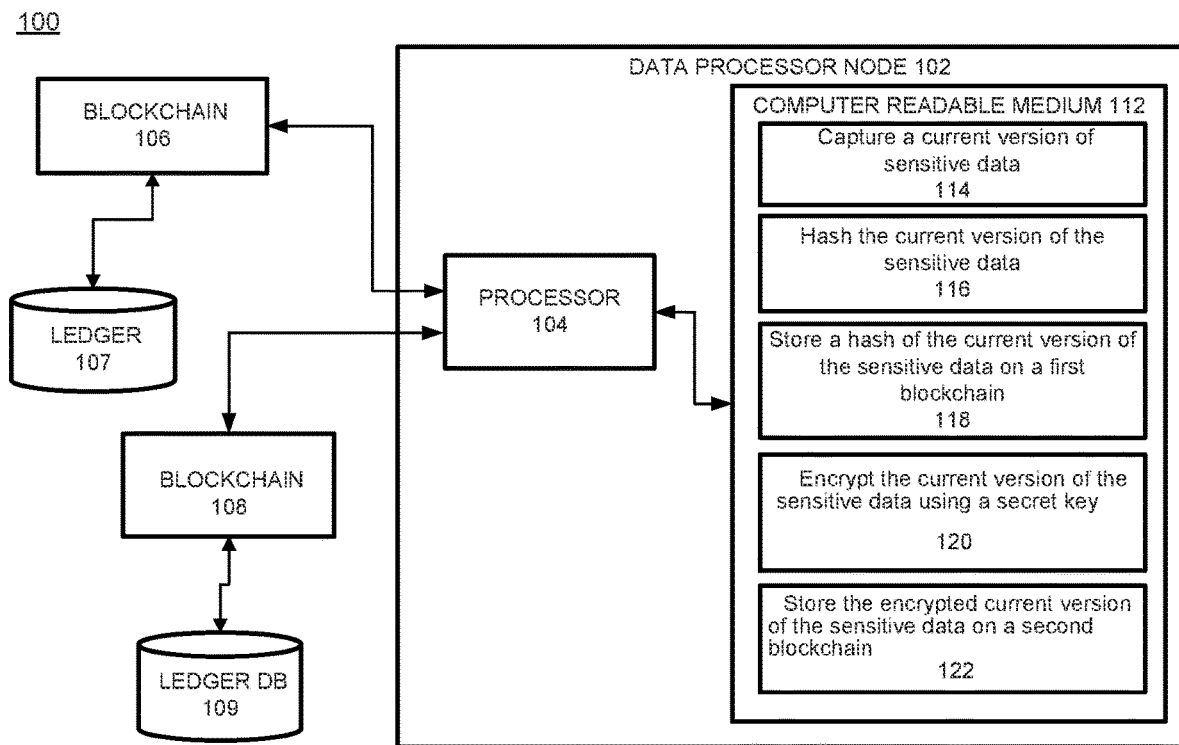 100
DATA PROCESSOR NODE 102
BLOCKCHAIN
106
LEDGER
107
BLOCKCHAIN
108
LEDGER DB
109
PROCESSOR
104
COMPUTER READABLE MEDIUM 112
Capture a current version of
sensitive data
114
Hash the current version of the
sensitive data
116
Store a hash of the current version of
the sensitive data on a first
blockchain
118
Encrypt the current version of the
sensitive data using a secret key
120
Store the encrypted current version
of the sensitive data on a second
blockchain
122